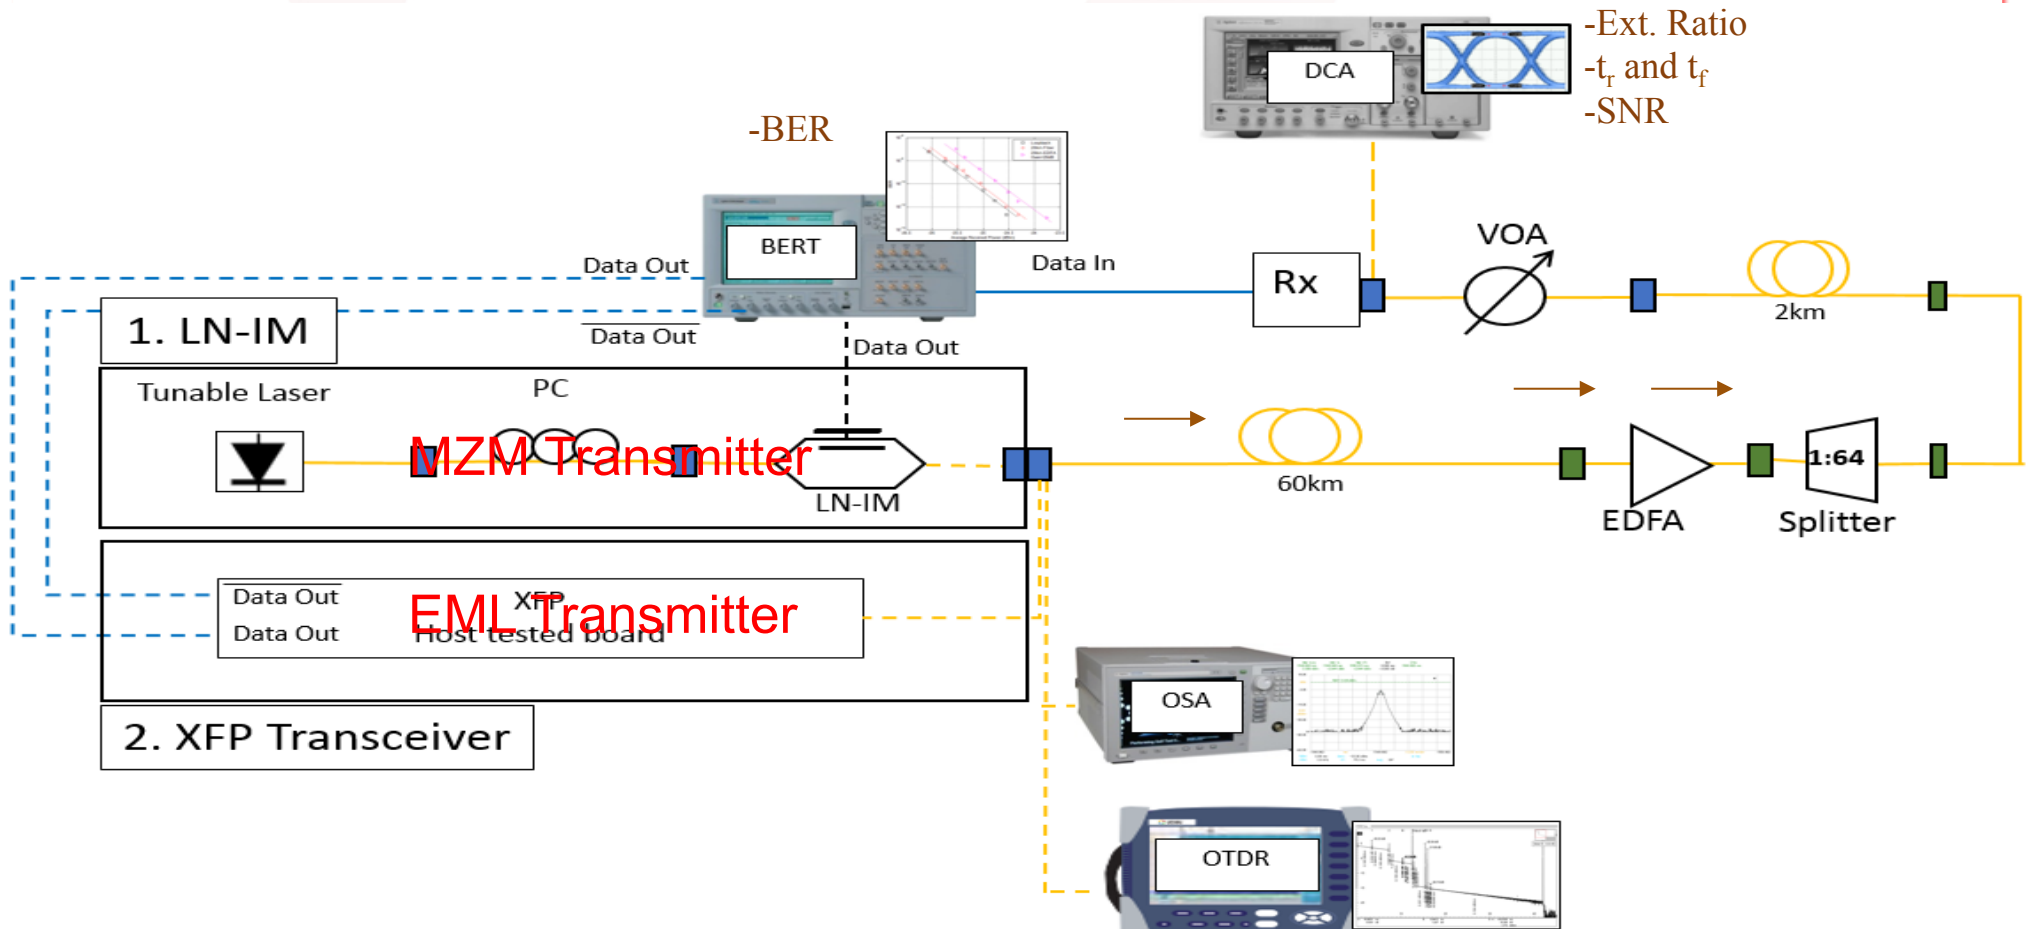 -Ext. Ratio
-tr and tf
-SNR
DCA
-BER
BERT
Data Out
Data In
Rx
VOA
2km
1. LN-IM
Data Out
Data Out
Tunable Laser
PC
MZM Transmitter
LN-IM
60km
EDFA
1:64
Splitter
Data Out
XFP
EML Transmitter
Data Out
Host tested board
OSA
2. XFP Transceiver
OTDR